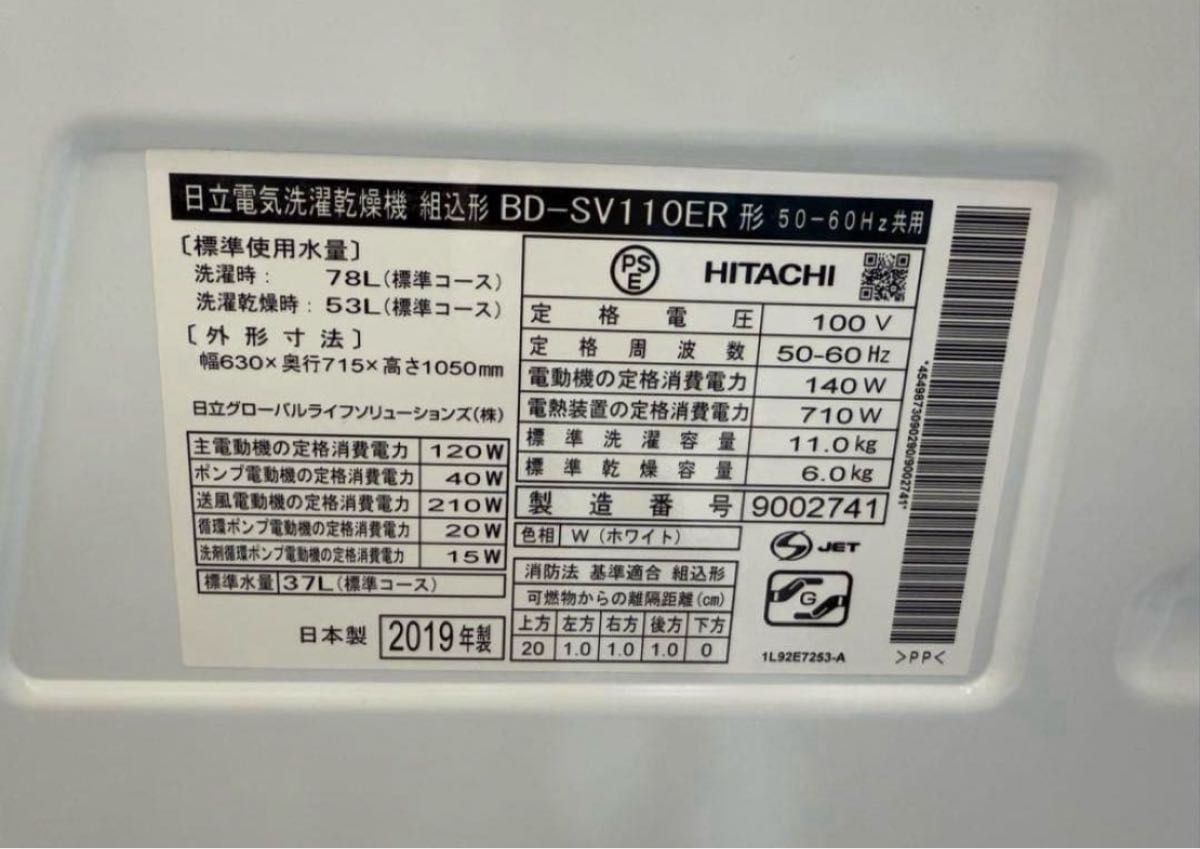 日立電気洗濯乾燥機 組込形 BD-SV110ER 形 50-60Hz共用
〔標準使用水量〕
洗濯時: 78L(標準コース)
洗濯乾燥時: 53L(標準コース)
〔外形寸法〕
幅630×奥行715×高さ1050mm
日立グローバルライフソリューションズ(株)
主電動機の定格消費電力 120W
ポンプ電動機の定格消費電力 40W
送風電動機の定格消費電力 210W
循環ポンプ電動機の定格消費電力 20W
洗剤循環ポンプ電動機の定格消費電力 15W
標準水量 37L(標準コース)
日本製 2019年製
PSE HITACHI
定格電圧 100V
定格周波数 50-60Hz
電動機の定格消費電力 140W
電熱装置の定格消費電力 710W
標準洗濯容量 11.0kg
標準乾燥容量 6.0kg
製造番号 9002741
色相 W(ホワイト)
消防法 基準適合 組込形
可燃物からの離隔距離(cm)
上方 左方 右方 後方 下方
20 1.0 1.0 1.0 0
S JET
G
1L92E7253-A
>PP<
*4549873090290/9002741*